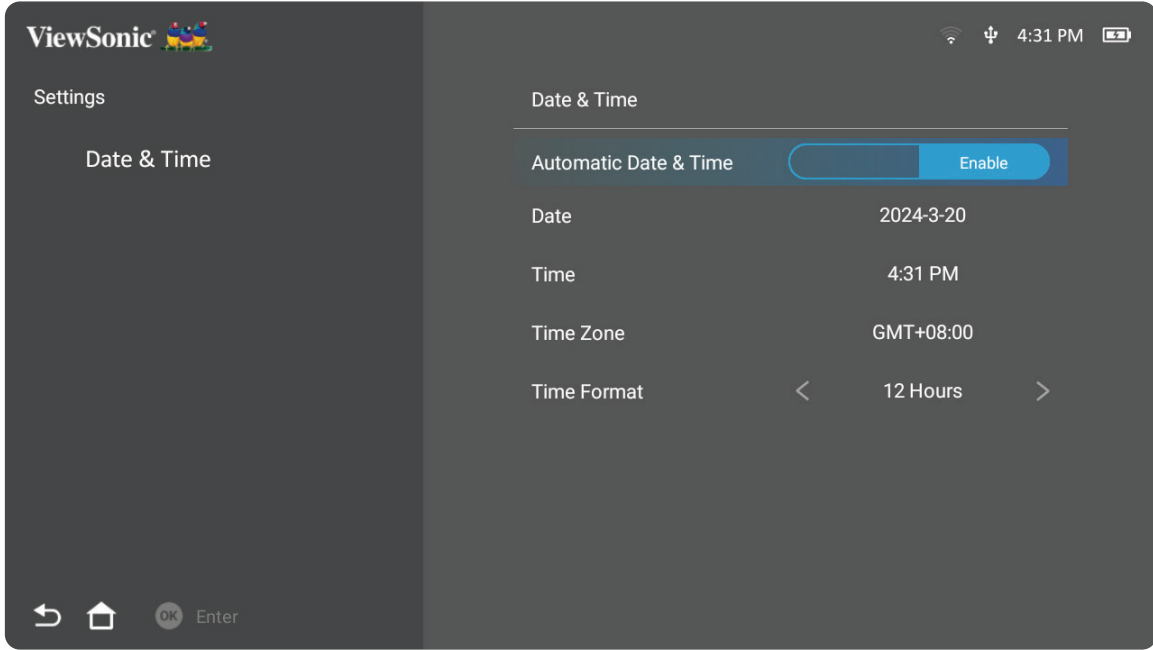 ViewSonic®
4:31 PM
Settings
Date & Time
Date & Time
Automatic Date & Time Enable
Date 2024-3-20
Time 4:31 PM
Time Zone GMT+08:00
Time Format < 12 Hours >
OK Enter